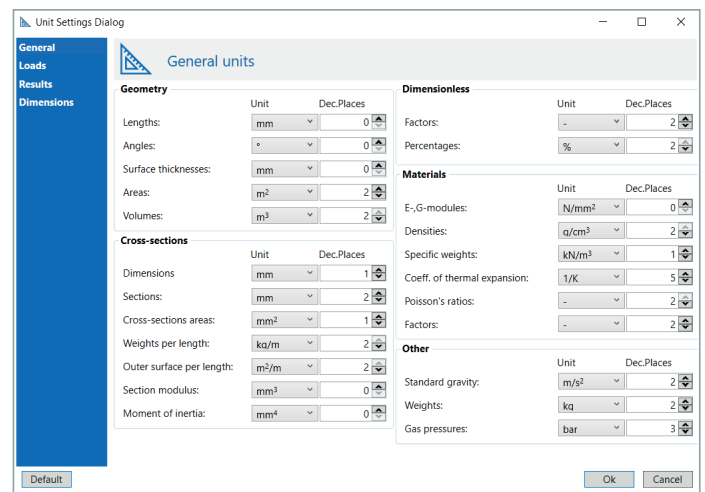 Unit Settings Dialog
General
Loads
Results
Dimensions
General units
Geometry
Unit Dec.Places
Lengths: mm 0
Angles: ° 0
Surface thicknesses: mm 0
Areas: m² 2
Volumes: m³ 2
Cross-sections
Unit Dec.Places
Dimensions mm 1
Sections: mm 2
Cross-sections areas: mm² 1
Weights per length: kg/m 2
Outer surface per length: m²/m 2
Section modulus: mm³ 0
Moment of inertia: mm⁴ 0
Dimensionless
Unit Dec.Places
Factors: - 2
Percentages: % 2
Materials
Unit Dec.Places
E-,G-modules: N/mm² 0
Densities: g/cm³ 2
Specific weights: kN/m³ 1
Coeff. of thermal expansion: 1/K 5
Poisson's ratios: - 2
Factors: - 2
Other
Unit Dec.Places
Standard gravity: m/s² 2
Weights: kg 2
Gas pressures: bar 3
Default
Ok
Cancel